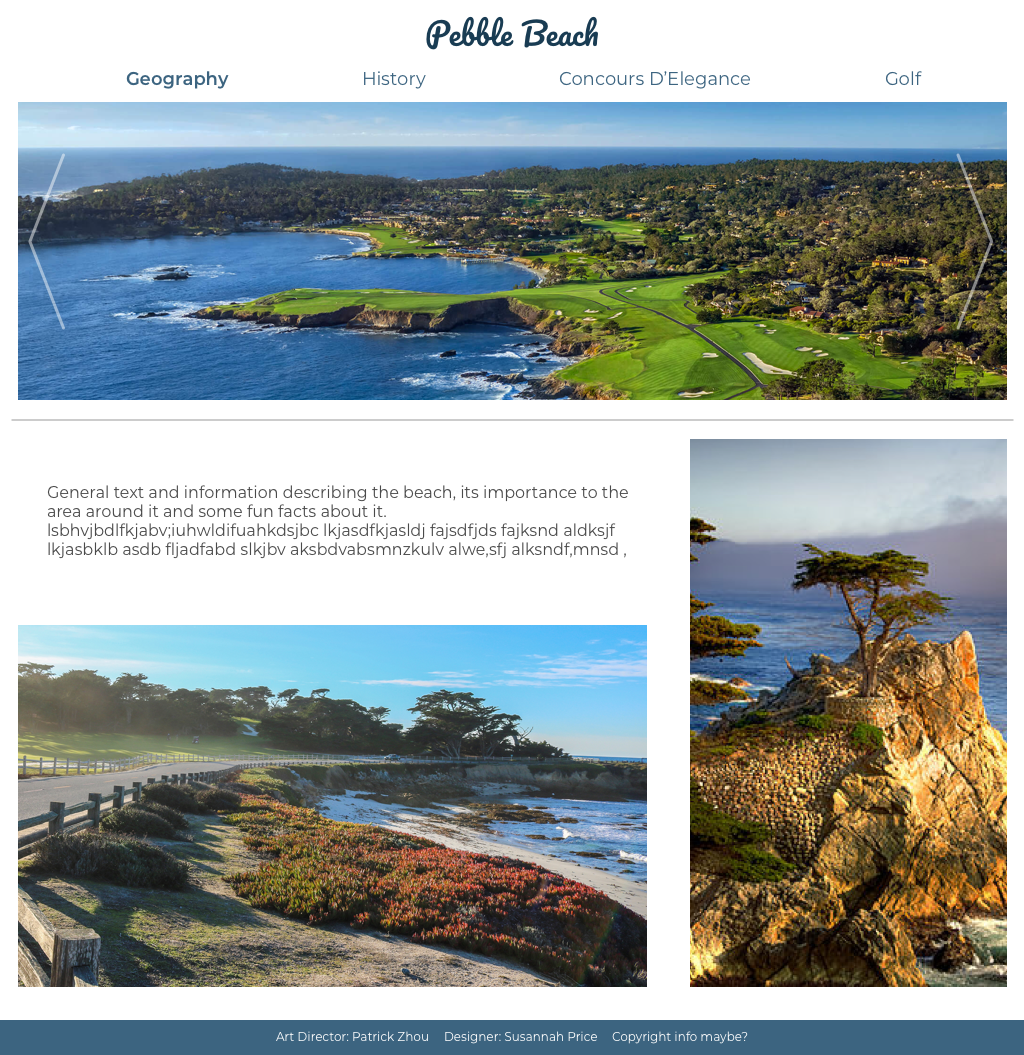 Pebble Beach
Geography History Concours D’Elegance Golf
General text and information describing the beach, its importance to the
area around it and some fun facts about it.
lsbhvjbdlfkjabv;iuhwldifuahkdsjbc lkjasdfkjasldj fajsdfjds fajksnd aldksjf
lkjasbklb asdb fljadfabd slkjbv aksbdvabsmnzkulv alwe,sfj alksndf,mnsd ,
Art Director: Patrick Zhou Designer: Susannah Price Copyright info maybe?